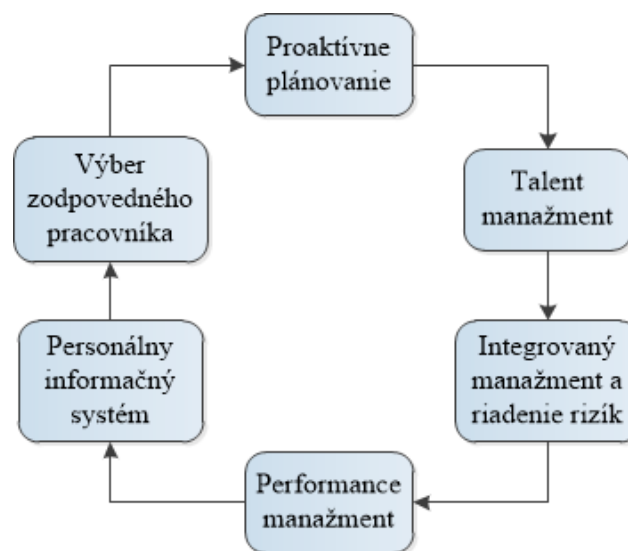 Proaktívne
plánovanie
Talent
manažment
Integrovaný
manažment a
riadenie rizík
Performance
manažment
Personálny
informačný
systém
Výber
zodpovedného
pracovníka